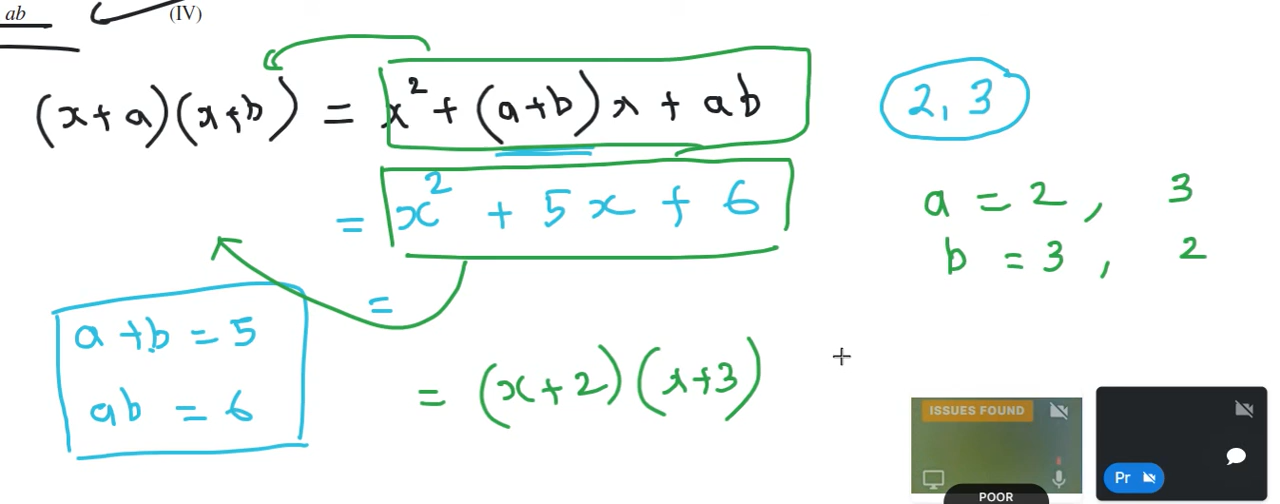 ab (IV)
(x+a)(x+b) = x² + (a+b)x + ab
2, 3
= x² + 5x + 6
a = 2, 3
b = 3, 2
=
a + b = 5
ab = 6
= (x+2)(x+3)
ISSUES FOUND
Pr
POOR